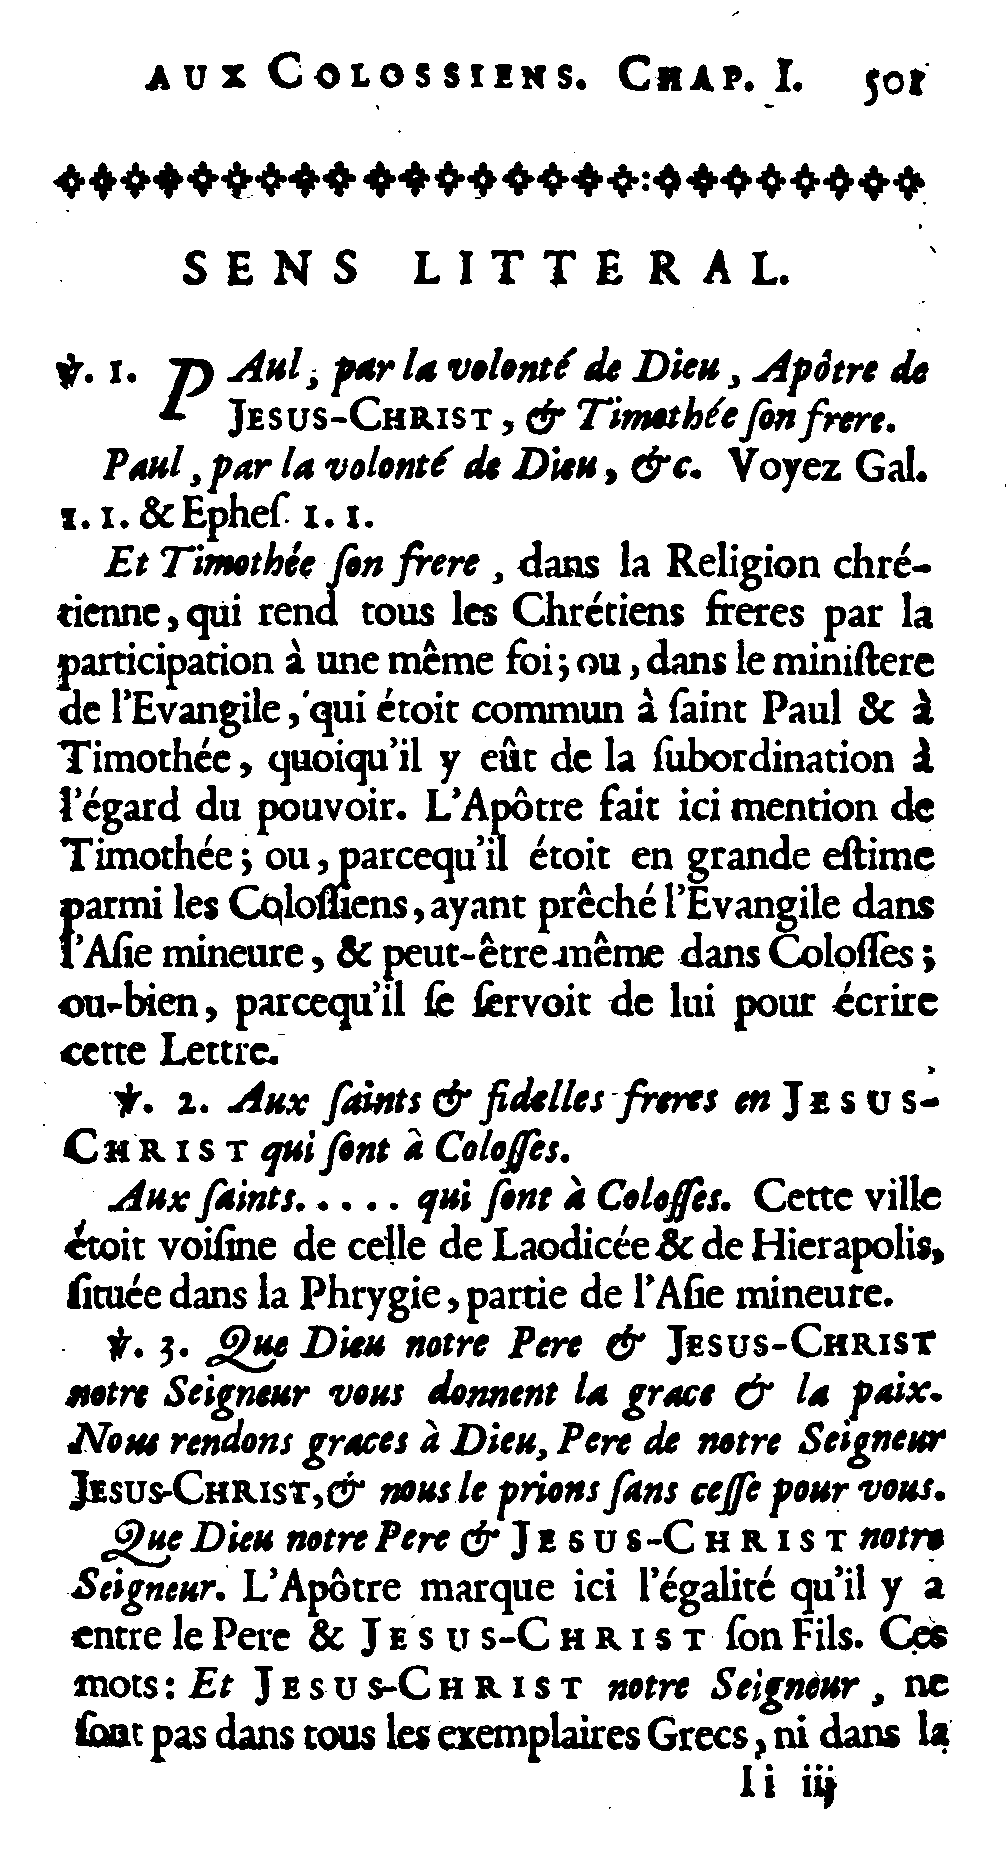 AUX COLOSSIENS. CHAP. I. 501
SENS LITTERAL.
℣. 1. PAul, par la volonté de Dieu, Apôtre de
JESUS-CHRIST, & Timothée ſon frere.
Paul, par la volonté de Dieu, &c. Voyez Gal.
1. 1. & Epheſ. 1. 1.
Et Timothée ſon frere, dans la Religion chré-
tienne, qui rend tous les Chrétiens freres par la
participation à une même foi; ou, dans le miniſtere
de l'Evangile, qui étoit commun à ſaint Paul & à
Timothée, quoiqu'il y eût de la ſubordination à
l'égard du pouvoir. L'Apôtre fait ici mention de
Timothée; ou, parcequ'il étoit en grande eſtime
parmi les Coloſſiens, ayant prêché l'Evangile dans
l'Aſie mineure, & peut-être même dans Coloſſes;
ou-bien, parcequ'il ſe ſervoit de lui pour écrire
cette Lettre.
℣. 2. Aux ſaints & fidelles freres en JESUS-
CHRIST qui ſont à Coloſſes.
Aux ſaints..... qui ſont à Coloſſes. Cette ville
étoit voiſine de celle de Laodicée & de Hierapolis,
ſituée dans la Phrygie, partie de l'Aſie mineure.
℣. 3. Que Dieu notre Pere & JESUS-CHRIST
notre Seigneur vous donnent la grace & la paix.
Nous rendons graces à Dieu, Pere de notre Seigneur
JESUS-CHRIST, & nous le prions ſans ceſſe pour vous.
Que Dieu notre Pere & JESUS-CHRIST notre
Seigneur. L'Apôtre marque ici l'égalité qu'il y a
entre le Pere & JESUS-CHRIST ſon Fils. Ces
mots: Et JESUS-CHRIST notre Seigneur, ne
ſont pas dans tous les exemplaires Grecs, ni dans la
Ii iij